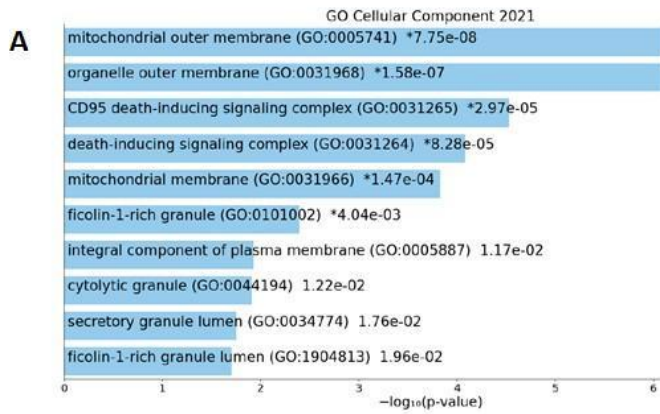 GO Cellular Component 2021
A
mitochondrial outer membrane (GO:0005741) *7.75e-08
organelle outer membrane (GO:0031968) *1.58e-07
CD95 death-inducing signaling complex (GO:0031265) *2.97e-05
death-inducing signaling complex (GO:0031264) *8.28e-05
mitochondrial membrane (GO:0031966) *1.47e-04
ficolin-1-rich granule (GO:0101002) *4.04e-03
integral component of plasma membrane (GO:0005887) 1.17e-02
cytolytic granule (GO:0044194) 1.22e-02
secretory granule lumen (GO:0034774) 1.76e-02
ficolin-1-rich granule lumen (GO:1904813) 1.96e-02
0 1 2 3 4 5 6
−log₁₀(p-value)